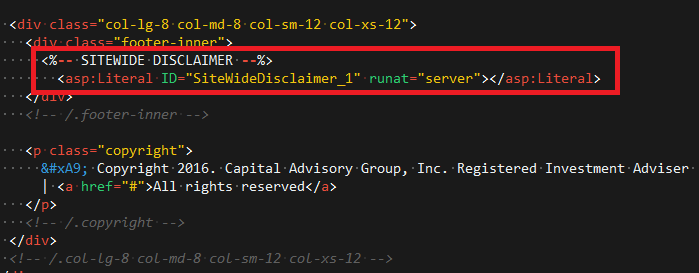 <div class="col-lg-8 col-md-8 col-sm-12 col-xs-12">
<div class="footer-inner">
<%-- SITEWIDE DISCLAIMER --%>
<asp:Literal ID="SiteWideDisclaimer_1" runat="server"></asp:Literal>
</div>
<!-- /.footer-inner -->
<p class="copyright">
&#xA9; Copyright 2016. Capital Advisory Group, Inc. Registered Investment Adviser
| <a href="#">All rights reserved</a>
</p>
<!-- /.copyright -->
</div>
<!-- /.col-lg-8 col-md-8 col-sm-12 col-xs-12 -->